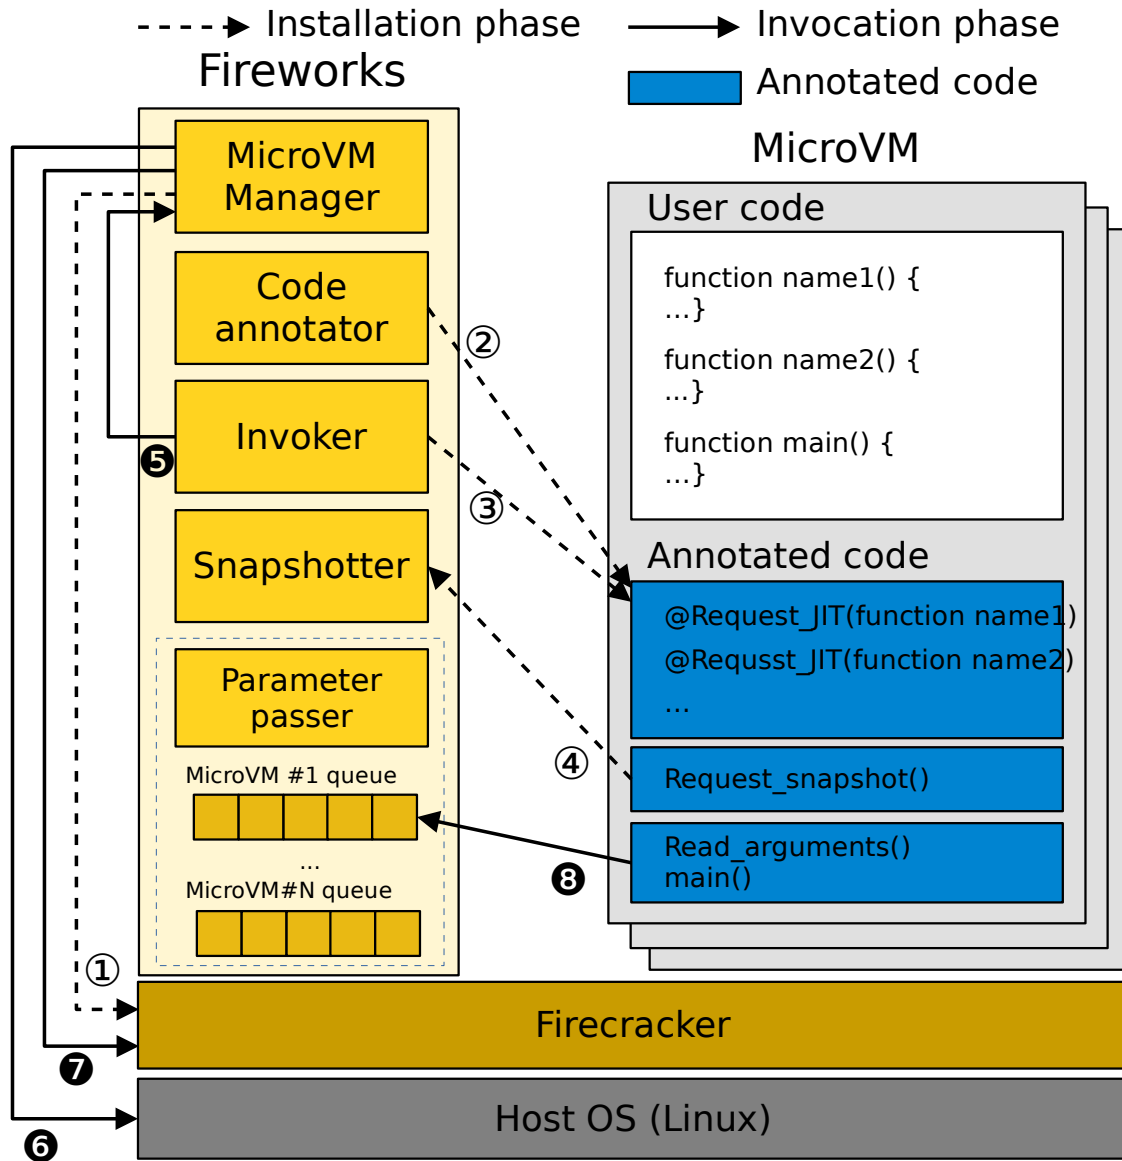 Installation phase
Invocation phase
Fireworks
Annotated code
MicroVM
MicroVM
Manager
Code
annotator
Invoker
Snapshotter
Parameter
passer
MicroVM #1 queue
...
MicroVM#N queue
User code
function name1() {
...}
function name2() {
...}
function main() {
...}
Annotated code
@Request_JIT(function name1)
@Requsst_JIT(function name2)
...
Request_snapshot()
Read_arguments()
main()
②
③
④
❺
❽
①
❼
❻
Firecracker
Host OS (Linux)